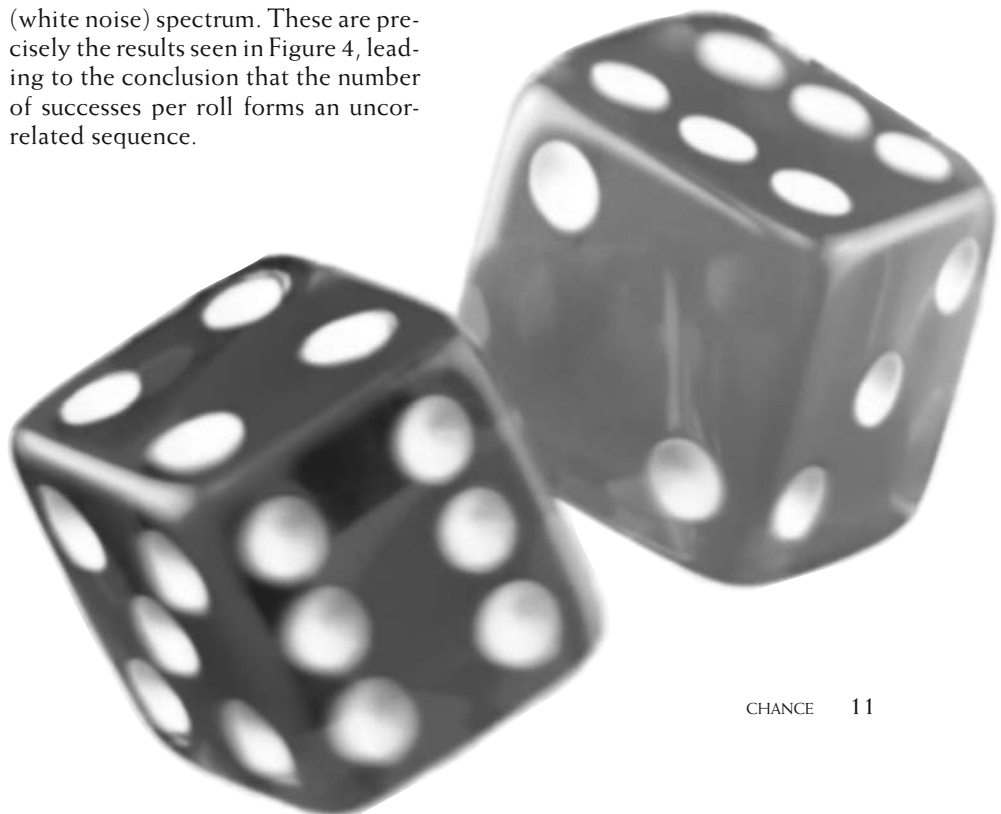 (white noise) spectrum. These are pre-
cisely the results seen in Figure 4, lead-
ing to the conclusion that the number
of successes per roll forms an uncor-
related sequence.
CHANCE 11